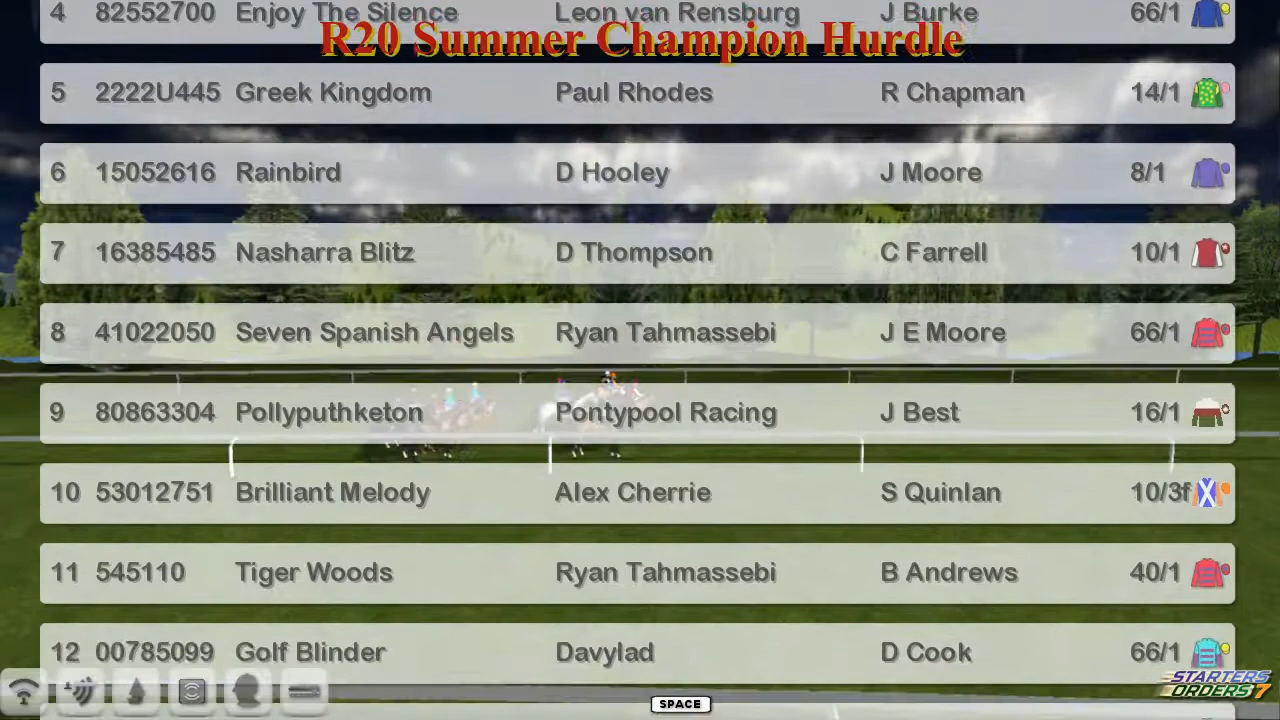 4 82552700 Enjoy The Silence Leon van Rensburg J Burke 66/1
R20 Summer Champion Hurdle
5 2222U445 Greek Kingdom Paul Rhodes R Chapman 14/1
6 15052616 Rainbird D Hooley J Moore 8/1
7 16385485 Nasharra Blitz D Thompson C Farrell 10/1
8 41022050 Seven Spanish Angels Ryan Tahmassebi J E Moore 66/1
9 80863304 Pollyputhketon Pontypool Racing J Best 16/1
10 53012751 Brilliant Melody Alex Cherrie S Quinlan 10/3f
11 545110 Tiger Woods Ryan Tahmassebi B Andrews 40/1
12 00785099 Golf Blinder Davylad D Cook 66/1
STARTERS
ORDERS 7
SPACE